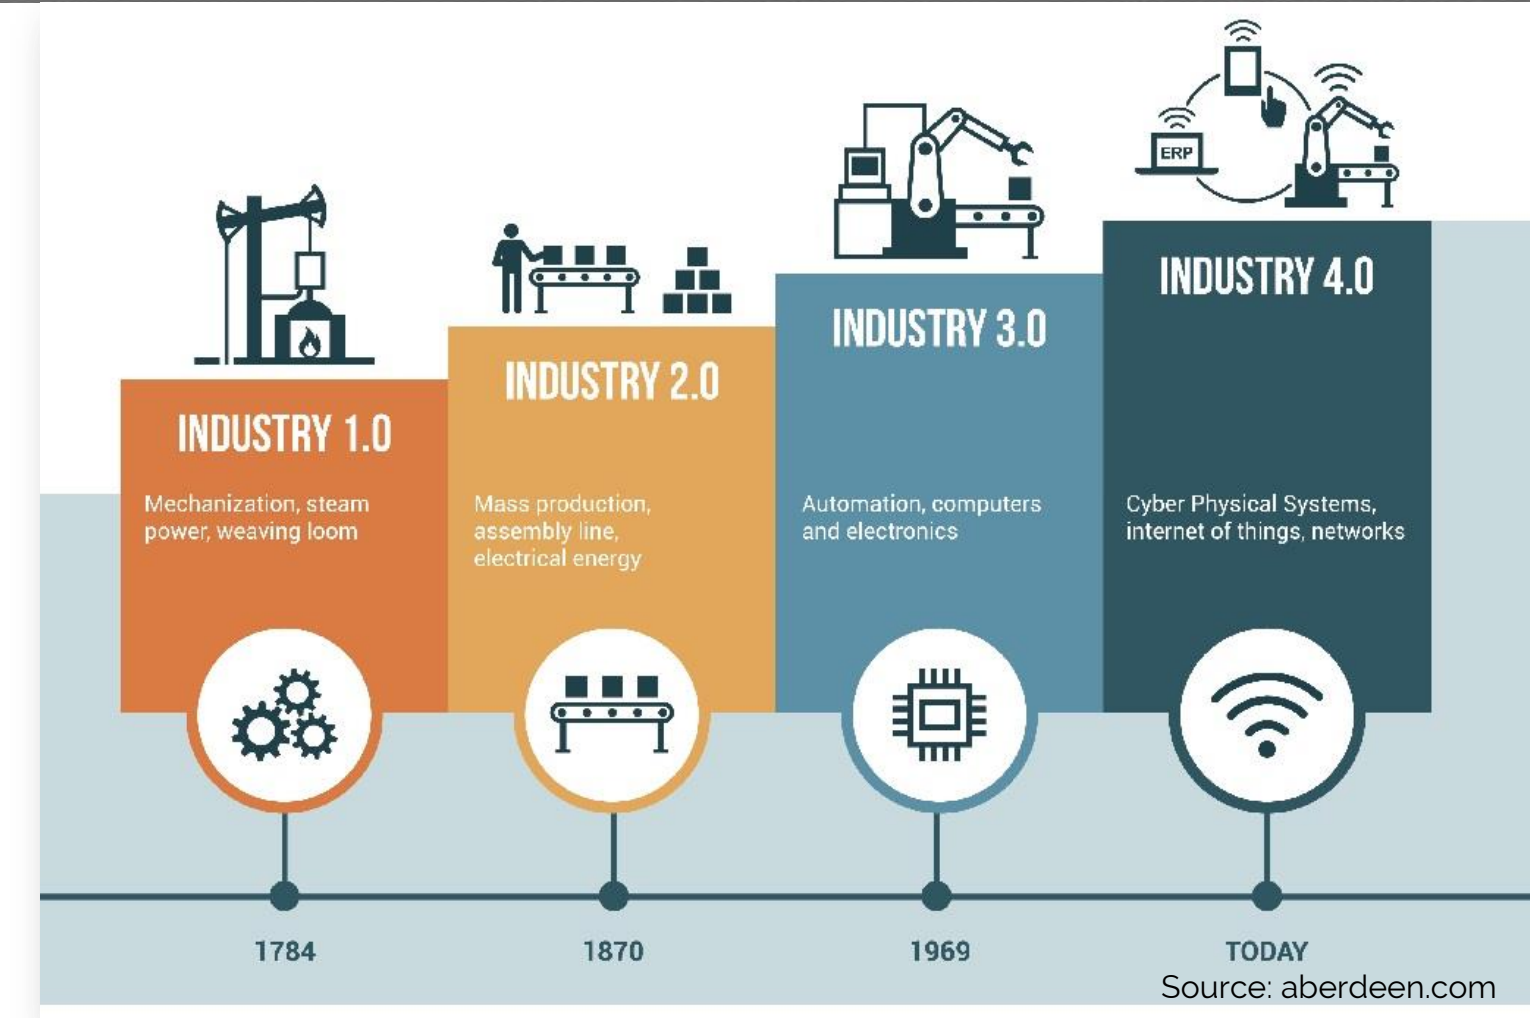 ERP
INDUSTRY 1.0
Mechanization, steam
power, weaving loom
INDUSTRY 2.0
Mass production,
assembly line,
electrical energy
INDUSTRY 3.0
Automation, computers
and electronics
INDUSTRY 4.0
Cyber Physical Systems,
internet of things, networks
1784
1870
1969
TODAY
Source: aberdeen.com